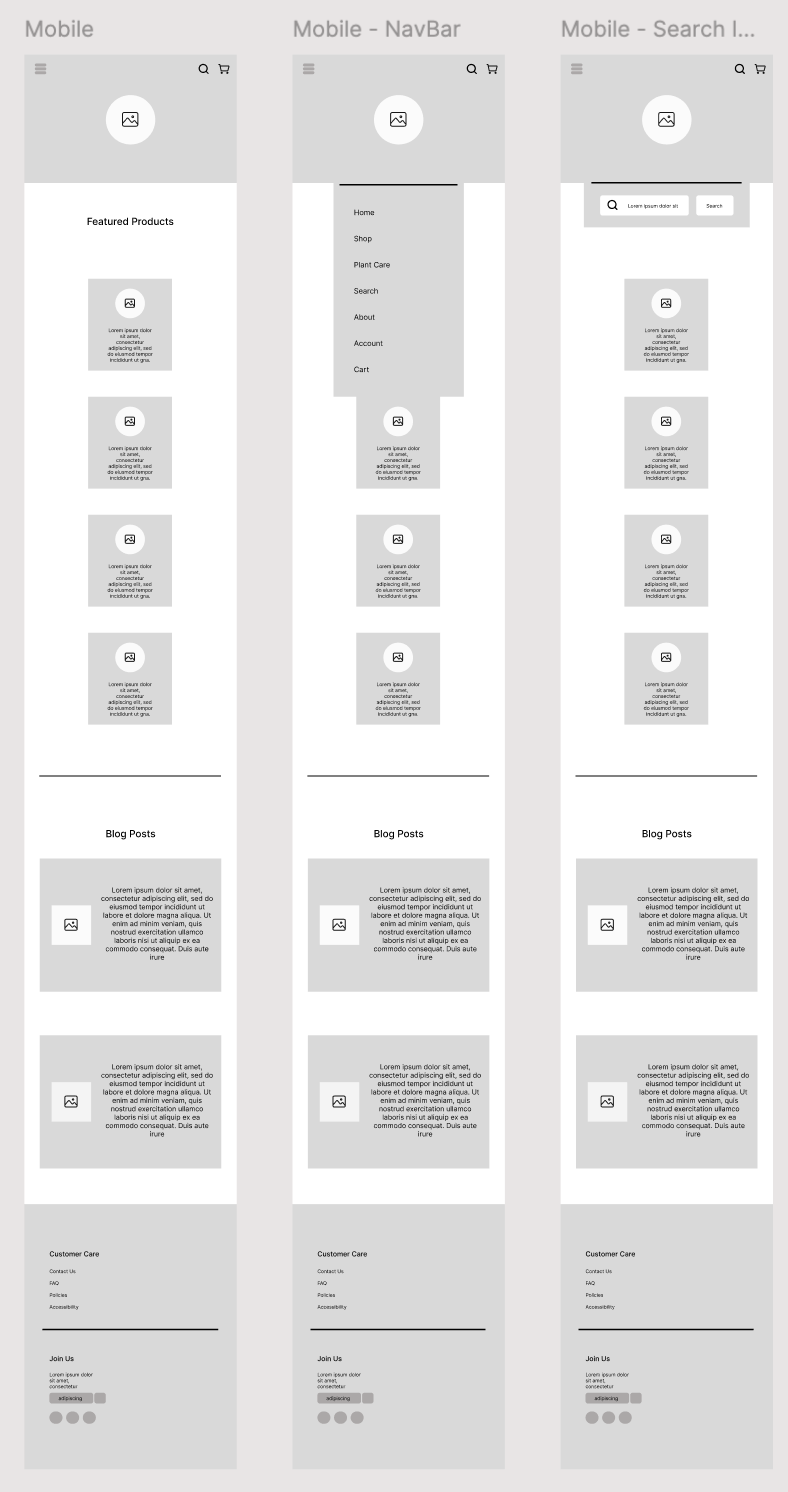 Mobile
Featured Products
Lorem ipsum dolor
sit amet,
consectetur
adipiscing elit, sed
do eiusmod tempor
incididunt ut gna.
Lorem ipsum dolor
sit amet,
consectetur
adipiscing elit, sed
do eiusmod tempor
incididunt ut gna.
Lorem ipsum dolor
sit amet,
consectetur
adipiscing elit, sed
do eiusmod tempor
incididunt ut gna.
Lorem ipsum dolor
sit amet,
consectetur
adipiscing elit, sed
do eiusmod tempor
incididunt ut gna.
Blog Posts
Lorem ipsum dolor sit amet,
consectetur adipiscing elit, sed do
eiusmod tempor incididunt ut
labore et dolore magna aliqua. Ut
enim ad minim veniam, quis
nostrud exercitation ullamco
laboris nisi ut aliquip ex ea
commodo consequat. Duis aute
irure
Lorem ipsum dolor sit amet,
consectetur adipiscing elit, sed do
eiusmod tempor incididunt ut
labore et dolore magna aliqua. Ut
enim ad minim veniam, quis
nostrud exercitation ullamco
laboris nisi ut aliquip ex ea
commodo consequat. Duis aute
irure
Customer Care
Contact Us
FAQ
Policies
Accessibility
Join Us
Lorem ipsum dolor
sit amet,
consectetur
adipiscing
Mobile - NavBar
Home
Shop
Plant Care
Search
About
Account
Cart
Lorem ipsum dolor
sit amet,
consectetur
adipiscing elit, sed
do eiusmod tempor
incididunt ut gna.
Lorem ipsum dolor
sit amet,
consectetur
adipiscing elit, sed
do eiusmod tempor
incididunt ut gna.
Lorem ipsum dolor
sit amet,
consectetur
adipiscing elit, sed
do eiusmod tempor
incididunt ut gna.
Blog Posts
Lorem ipsum dolor sit amet,
consectetur adipiscing elit, sed do
eiusmod tempor incididunt ut
labore et dolore magna aliqua. Ut
enim ad minim veniam, quis
nostrud exercitation ullamco
laboris nisi ut aliquip ex ea
commodo consequat. Duis aute
irure
Lorem ipsum dolor sit amet,
consectetur adipiscing elit, sed do
eiusmod tempor incididunt ut
labore et dolore magna aliqua. Ut
enim ad minim veniam, quis
nostrud exercitation ullamco
laboris nisi ut aliquip ex ea
commodo consequat. Duis aute
irure
Customer Care
Contact Us
FAQ
Policies
Accessibility
Join Us
Lorem ipsum dolor
sit amet,
consectetur
adipiscing
Mobile - Search I...
Lorem ipsum dolor sit
Search
Lorem ipsum dolor
sit amet,
consectetur
adipiscing elit, sed
do eiusmod tempor
incididunt ut gna.
Lorem ipsum dolor
sit amet,
consectetur
adipiscing elit, sed
do eiusmod tempor
incididunt ut gna.
Lorem ipsum dolor
sit amet,
consectetur
adipiscing elit, sed
do eiusmod tempor
incididunt ut gna.
Lorem ipsum dolor
sit amet,
consectetur
adipiscing elit, sed
do eiusmod tempor
incididunt ut gna.
Blog Posts
Lorem ipsum dolor sit amet,
consectetur adipiscing elit, sed do
eiusmod tempor incididunt ut
labore et dolore magna aliqua. Ut
enim ad minim veniam, quis
nostrud exercitation ullamco
laboris nisi ut aliquip ex ea
commodo consequat. Duis aute
irure
Lorem ipsum dolor sit amet,
consectetur adipiscing elit, sed do
eiusmod tempor incididunt ut
labore et dolore magna aliqua. Ut
enim ad minim veniam, quis
nostrud exercitation ullamco
laboris nisi ut aliquip ex ea
commodo consequat. Duis aute
irure
Customer Care
Contact Us
FAQ
Policies
Accessibility
Join Us
Lorem ipsum dolor
sit amet,
consectetur
adipiscing